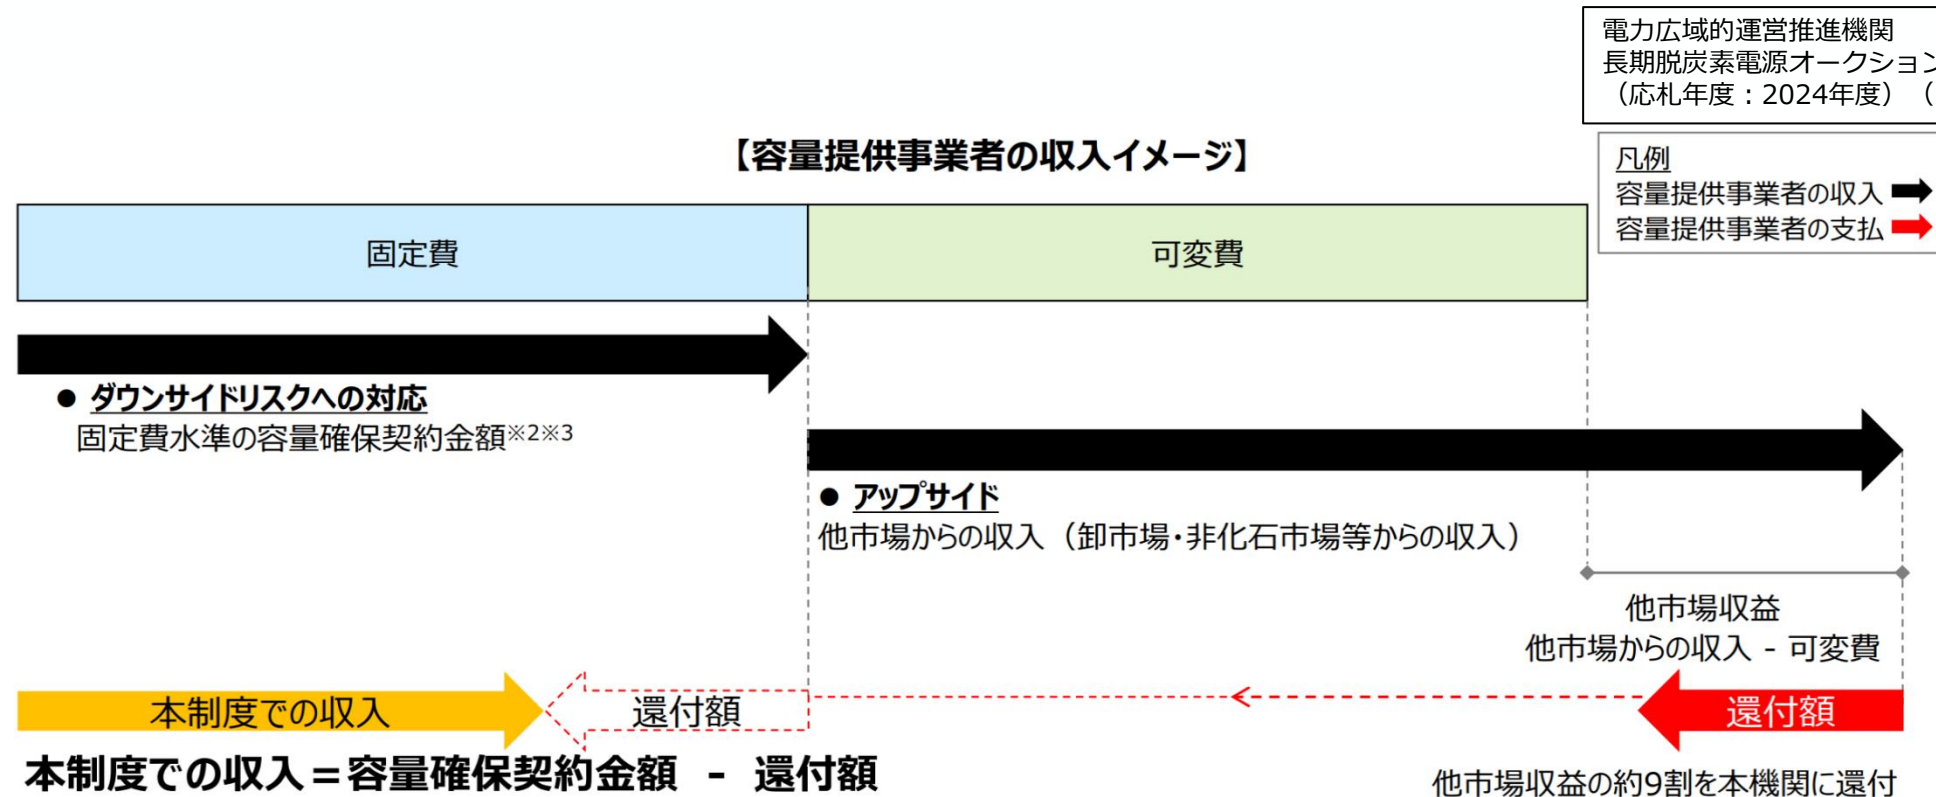 電力広域的運営推進機関
長期脱炭素電源オークション
（応札年度：2024年度）（
【容量提供事業者の収入イメージ】
凡例
容量提供事業者の収入
容量提供事業者の支払
固定費
可変費
● ダウンサイドリスクへの対応
固定費水準の容量確保契約金額※2※3
● アップサイド
他市場からの収入（卸市場・非化石市場等からの収入）
他市場収益
他市場からの収入 - 可変費
本制度での収入
還付額
還付額
本制度での収入＝容量確保契約金額 - 還付額
他市場収益の約9割を本機関に還付